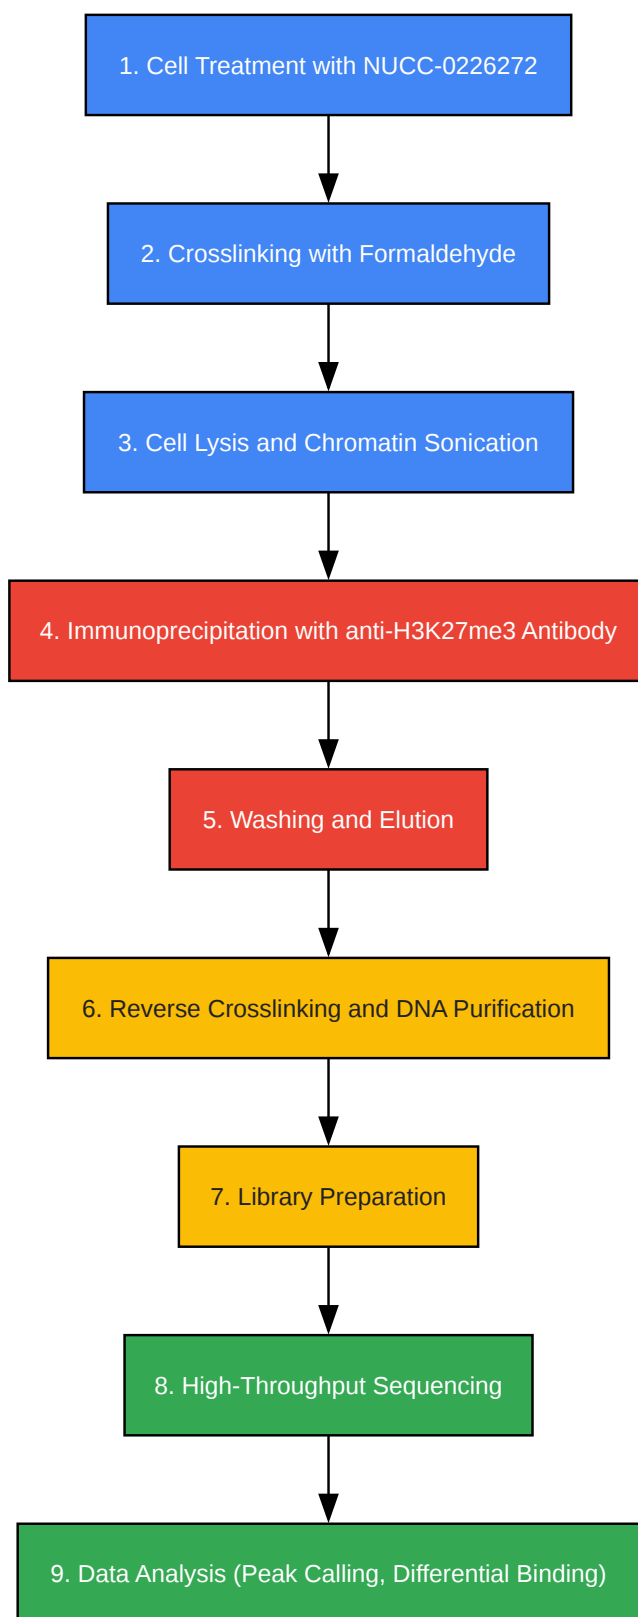 1. Cell Treatment with NUCC-0226272
2. Crosslinking with Formaldehyde
3. Cell Lysis and Chromatin Sonication
4. Immunoprecipitation with anti-H3K27me3 Antibody
5. Washing and Elution
6. Reverse Crosslinking and DNA Purification
7. Library Preparation
8. High-Throughput Sequencing
9. Data Analysis (Peak Calling, Differential Binding)